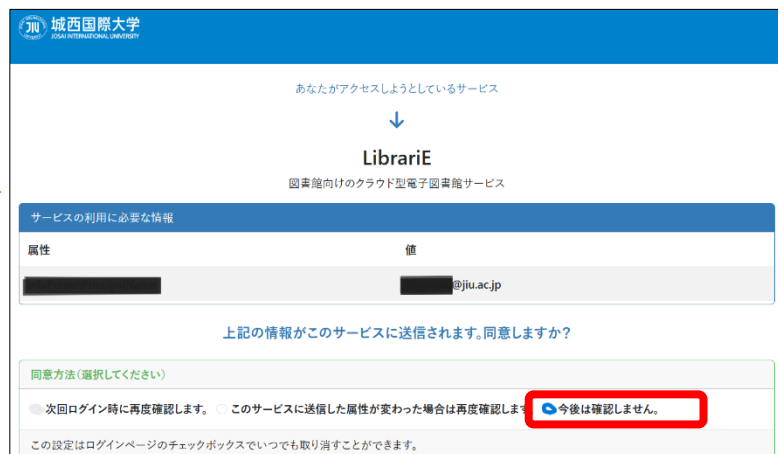 城西国際大学
JOSAI INTERNATIONAL UNIVERSITY
あなたがアクセスしようとしているサービス
LibrariE
図書館向けのクラウド型電子図書館サービス
サービスの利用に必要な情報
属性 値
@jiu.ac.jp
上記の情報がこのサービスに送信されます。同意しますか?
同意方法(選択してください)
次回ログイン時に再度確認します。 このサービスに送信した属性が変わった場合は再度確認します 今後は確認しません。
この設定はログインページのチェックボックスでいつでも取り消すことができます。